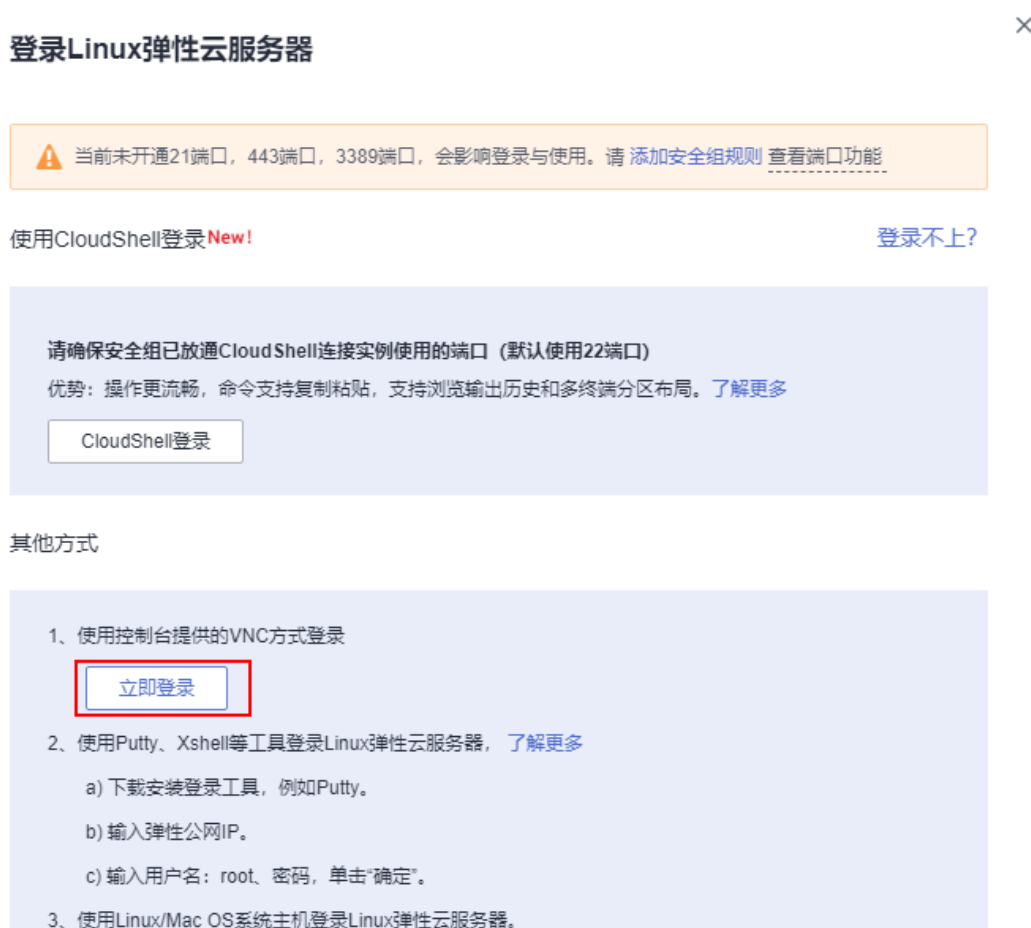 登录Linux弹性云服务器
当前未开通21端口，443端口，3389端口，会影响登录与使用。请 添加安全组规则 查看端口功能
使用CloudShell登录New!
登录不上?
请确保安全组已放通CloudShell连接实例使用的端口（默认使用22端口）
优势：操作更流畅，命令支持复制粘贴，支持浏览输出历史和多终端分区布局。了解更多
CloudShell登录
其他方式
1、使用控制台提供的VNC方式登录
立即登录
2、使用Putty、Xshell等工具登录Linux弹性云服务器， 了解更多
a) 下载安装登录工具，例如Putty。
b) 输入弹性公网IP。
c) 输入用户名：root、密码，单击“确定”。
3、使用Linux/Mac OS系统主机登录Linux弹性云服务器。